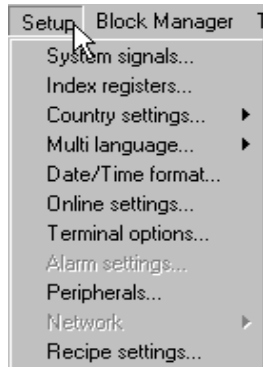 Setup Block Manager
System signals...
Index registers...
Country settings...
Multi language...
Date/Time format...
Online settings...
Terminal options...
Alarm settings...
Peripherals...
Network
Recipe settings...